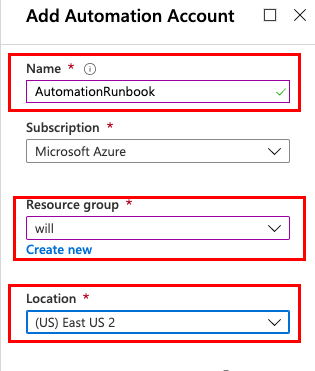 Add Automation Account
Name *
AutomationRunbook
Subscription *
Microsoft Azure
Resource group *
will
Create new
Location *
(US) East US 2